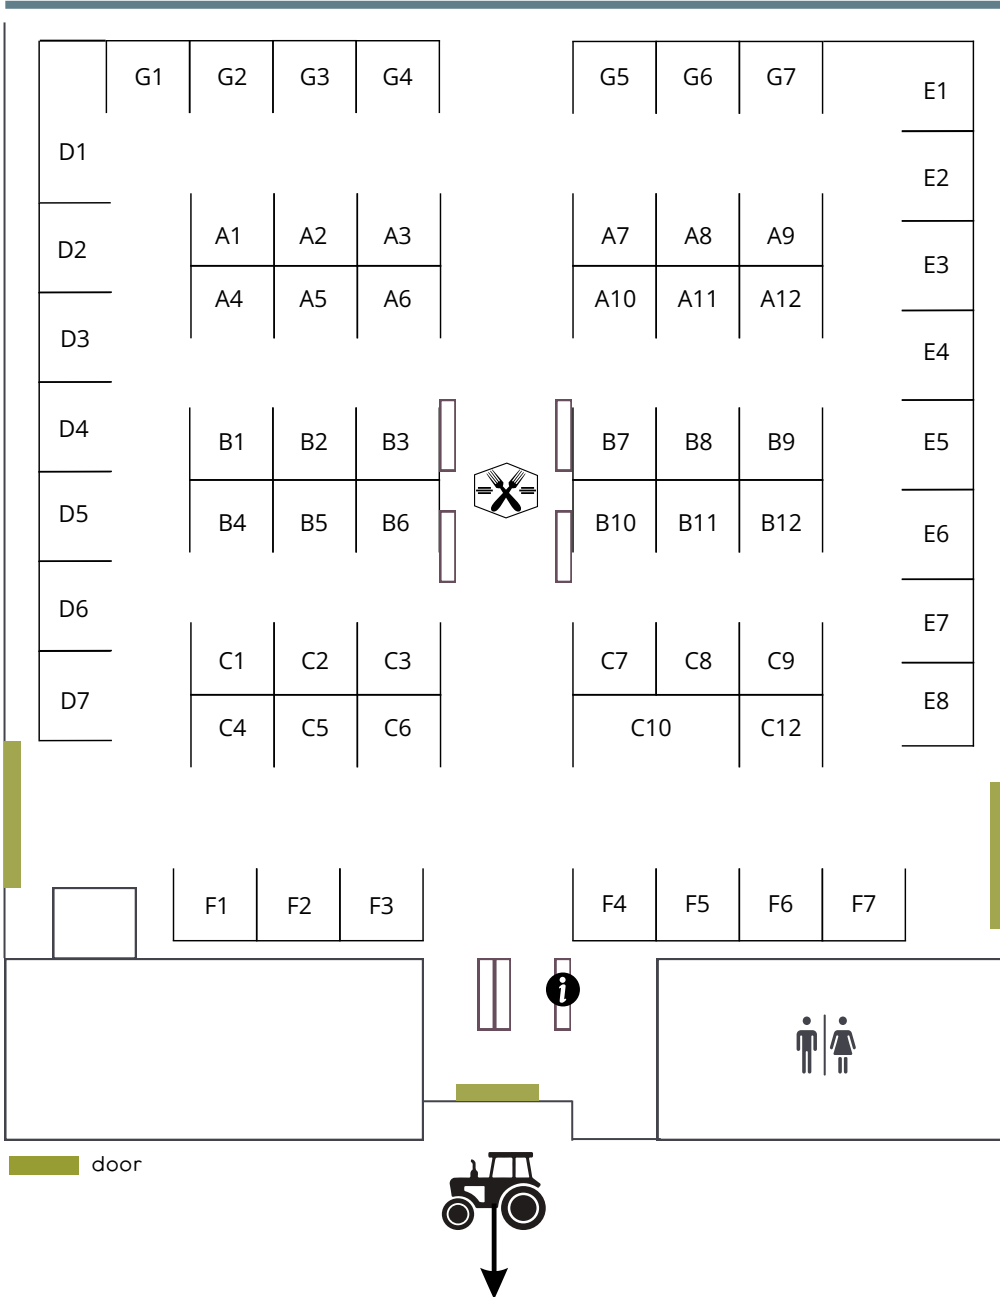 G1 G2 G3 G4 G5 G6 G7 E1
D1 E2
D2 A1 A2 A3 A7 A8 A9 E3
A4 A5 A6 A10 A11 A12
D3 E4
D4 B1 B2 B3 B7 B8 B9 E5
D5 B4 B5 B6 B10 B11 B12 E6
D6 E7
C1 C2 C3 C7 C8 C9
D7 E8
C4 C5 C6 C10 C12
F1 F2 F3 F4 F5 F6 F7
i
door